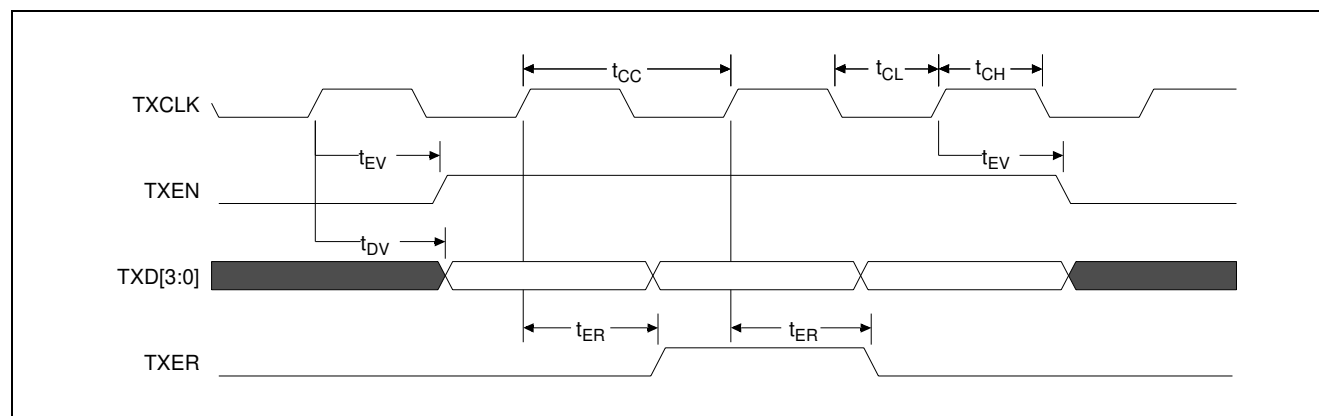 tCC
tCL
tCH
TXCLK
tEV
tEV
TXEN
tDV
TXD[3:0]
tER
tER
TXER